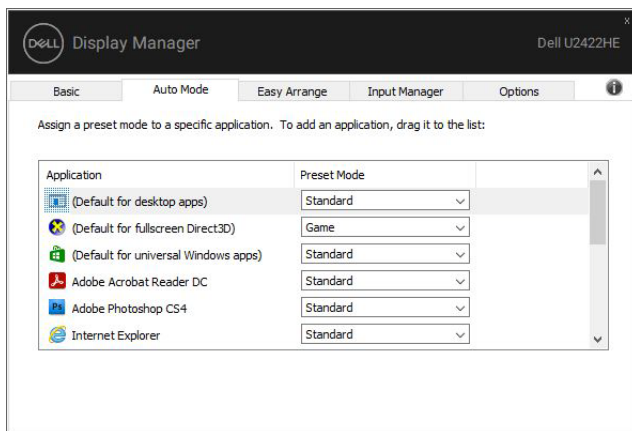 DELL Display Manager
Dell U2422HE
Basic
Auto Mode
Easy Arrange
Input Manager
Options
Assign a preset mode to a specific application. To add an application, drag it to the list:
Application Preset Mode
(Default for desktop apps) Standard
(Default for fullscreen Direct3D) Game
(Default for universal Windows apps) Standard
Adobe Acrobat Reader DC Standard
Ps Adobe Photoshop CS4 Standard
Internet Explorer Standard